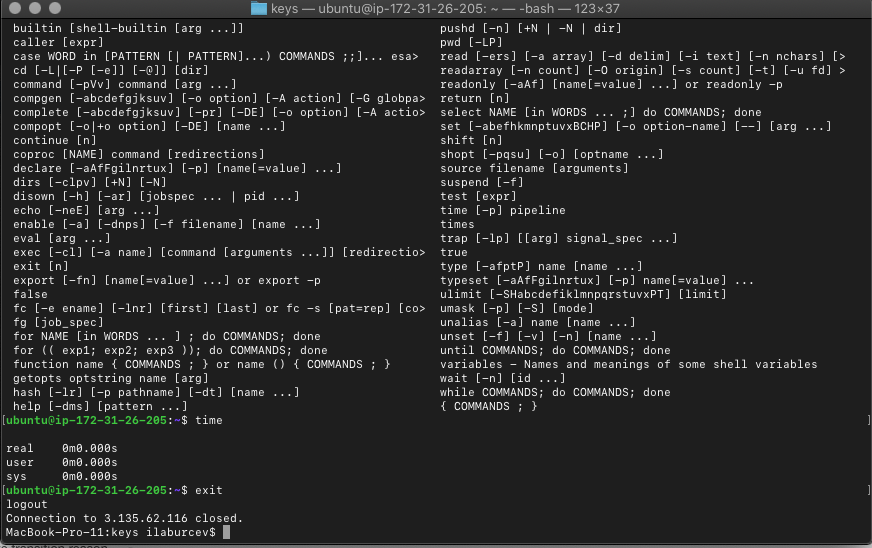 keys — ubuntu@ip-172-31-26-205: ~ — -bash — 123×37
builtin [shell-builtin [arg ...]]
caller [expr]
case WORD in [PATTERN [| PATTERN]...) COMMANDS ;;]... esa>
cd [-L|[-P [-e]] [-@]] [dir]
command [-pVv] command [arg ...]
compgen [-abcdefgjksuv] [-o option] [-A action] [-G globpa>
complete [-abcdefgjksuv] [-pr] [-DE] [-o option] [-A actio>
compopt [-o|+o option] [-DE] [name ...]
continue [n]
coproc [NAME] command [redirections]
declare [-aAfFgilnrtux] [-p] [name[=value] ...]
dirs [-clpv] [+N] [-N]
disown [-h] [-ar] [jobspec ... | pid ...]
echo [-neE] [arg ...]
enable [-a] [-dnps] [-f filename] [name ...]
eval [arg ...]
exec [-cl] [-a name] [command [arguments ...]] [redirectio>
exit [n]
export [-fn] [name[=value] ...] or export -p
false
fc [-e ename] [-lnr] [first] [last] or fc -s [pat=rep] [co>
fg [job_spec]
for NAME [in WORDS ... ] ; do COMMANDS; done
for (( exp1; exp2; exp3 )); do COMMANDS; done
function name { COMMANDS ; } or name () { COMMANDS ; }
getopts optstring name [arg]
hash [-lr] [-p pathname] [-dt] [name ...]
help [-dms] [pattern ...]
pushd [-n] [+N | -N | dir]
pwd [-LP]
read [-ers] [-a array] [-d delim] [-i text] [-n nchars] [>
readarray [-n count] [-O origin] [-s count] [-t] [-u fd] >
readonly [-aAf] [name[=value] ...] or readonly -p
return [n]
select NAME [in WORDS ... ;] do COMMANDS; done
set [-abefhkmnptuvxBCHP] [-o option-name] [--] [arg ...]
shift [n]
shopt [-pqsu] [-o] [optname ...]
source filename [arguments]
suspend [-f]
test [expr]
time [-p] pipeline
times
trap [-lp] [[arg] signal_spec ...]
true
type [-afptP] name [name ...]
typeset [-aAfFgilnrtux] [-p] name[=value] ...
ulimit [-SHabcdefiklmnpqrstuvxPT] [limit]
umask [-p] [-S] [mode]
unalias [-a] name [name ...]
unset [-f] [-v] [-n] [name ...]
until COMMANDS; do COMMANDS; done
variables - Names and meanings of some shell variables
wait [-n] [id ...]
while COMMANDS; do COMMANDS; done
{ COMMANDS ; }
[ubuntu@ip-172-31-26-205:~$ time ]
real 0m0.000s
user 0m0.000s
sys 0m0.000s
[ubuntu@ip-172-31-26-205:~$ exit ]
logout
Connection to 3.135.62.116 closed.
MacBook-Pro-11:keys ilaburcev$